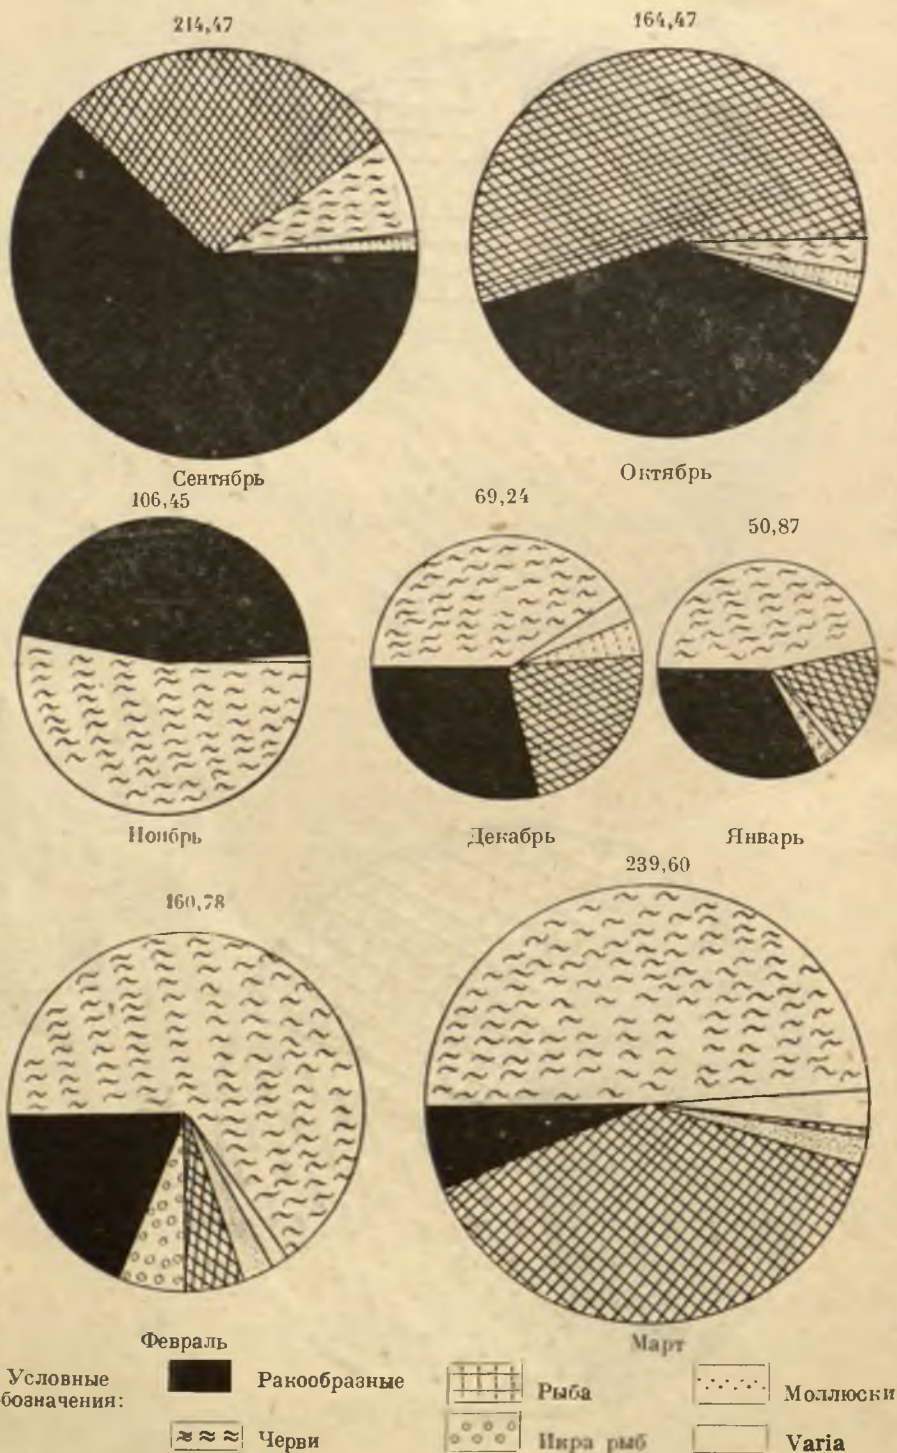 214,47
164,47
Сентябрь
Октябрь
106,45
69,24
50,87
Ноябрь
Декабрь
Январь
160,78
239,60
Февраль
Март
Условные
бозначения:
Ракообразные
Рыба
Моллюски
Черви
Икра рыб
Varia